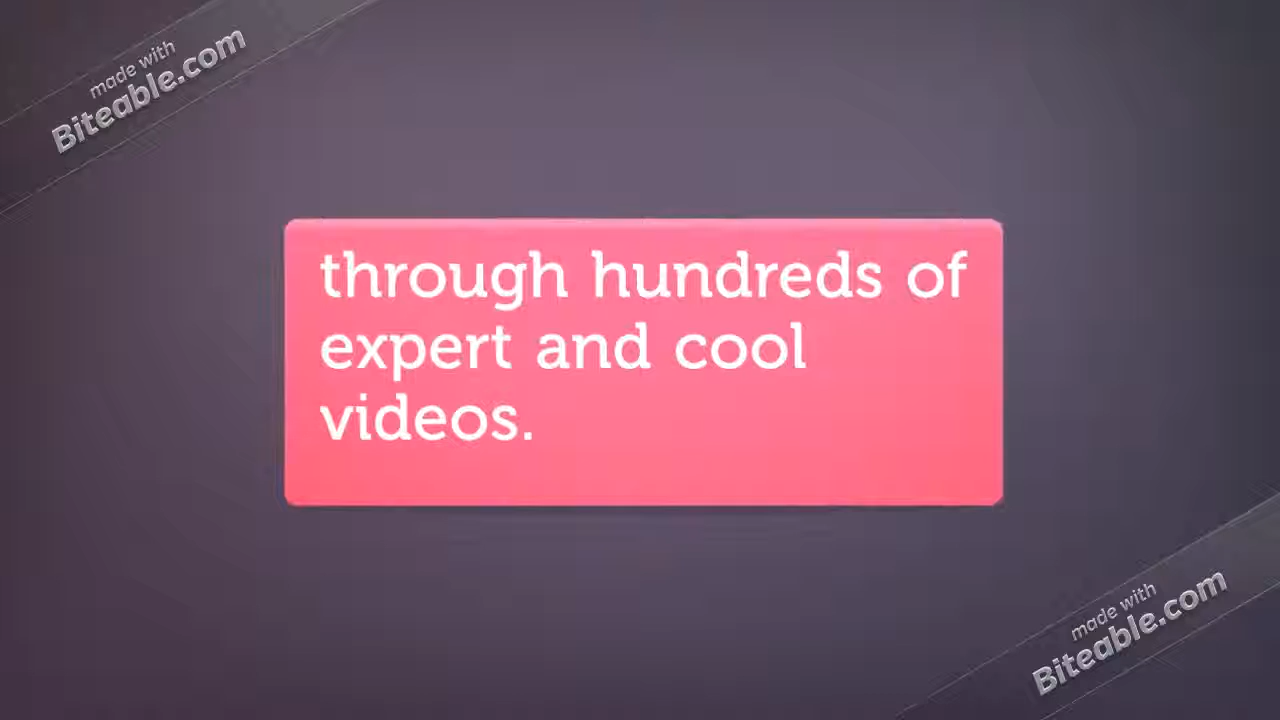 made with
Biteable.com
through hundreds of
expert and cool
videos.
made with
Biteable.com